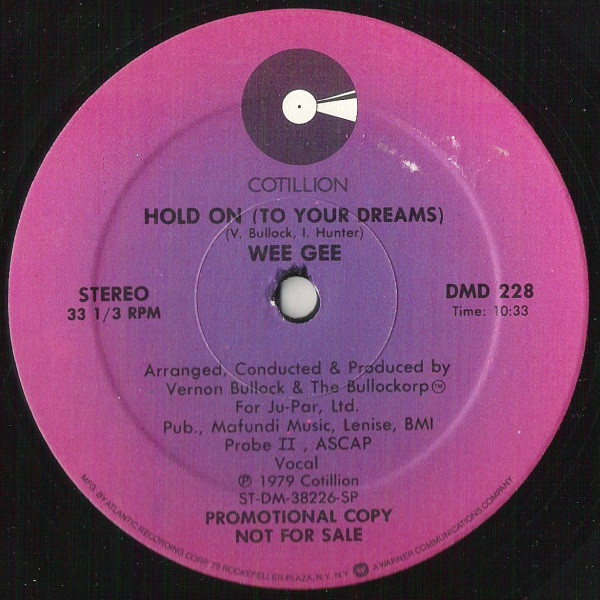 COTILLION
HOLD ON (TO YOUR DREAMS)
(V. Bullock, I. Hunter)
WEE GEE
STEREO
33 1/3 RPM
DMD 228
Time: 10:33
Arranged, Conducted & Produced by
Vernon Bullock & The Bullockorp™
For Ju-Par, Ltd.
Pub., Mafundi Music, Lenise, BMI
Probe II , ASCAP
Vocal
℗ 1979 Cotillion
ST-DM-38226-SP
PROMOTIONAL COPY
NOT FOR SALE
MFG. BY ATLANTIC RECORDING CORP. 75 ROCKEFELLER PLAZA, N.Y. N.Y. A WARNER COMMUNICATIONS COMPANY